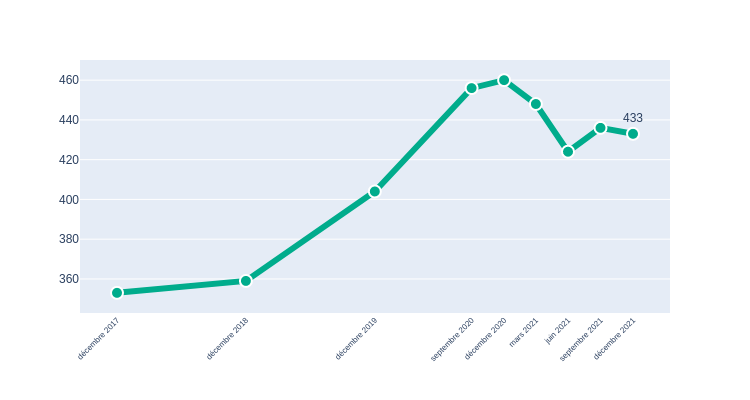 460
440
420
400
380
360
433
décembre 2017
décembre 2018
décembre 2019
septembre 2020
décembre 2020
mars 2021
juin 2021
septembre 2021
décembre 2021